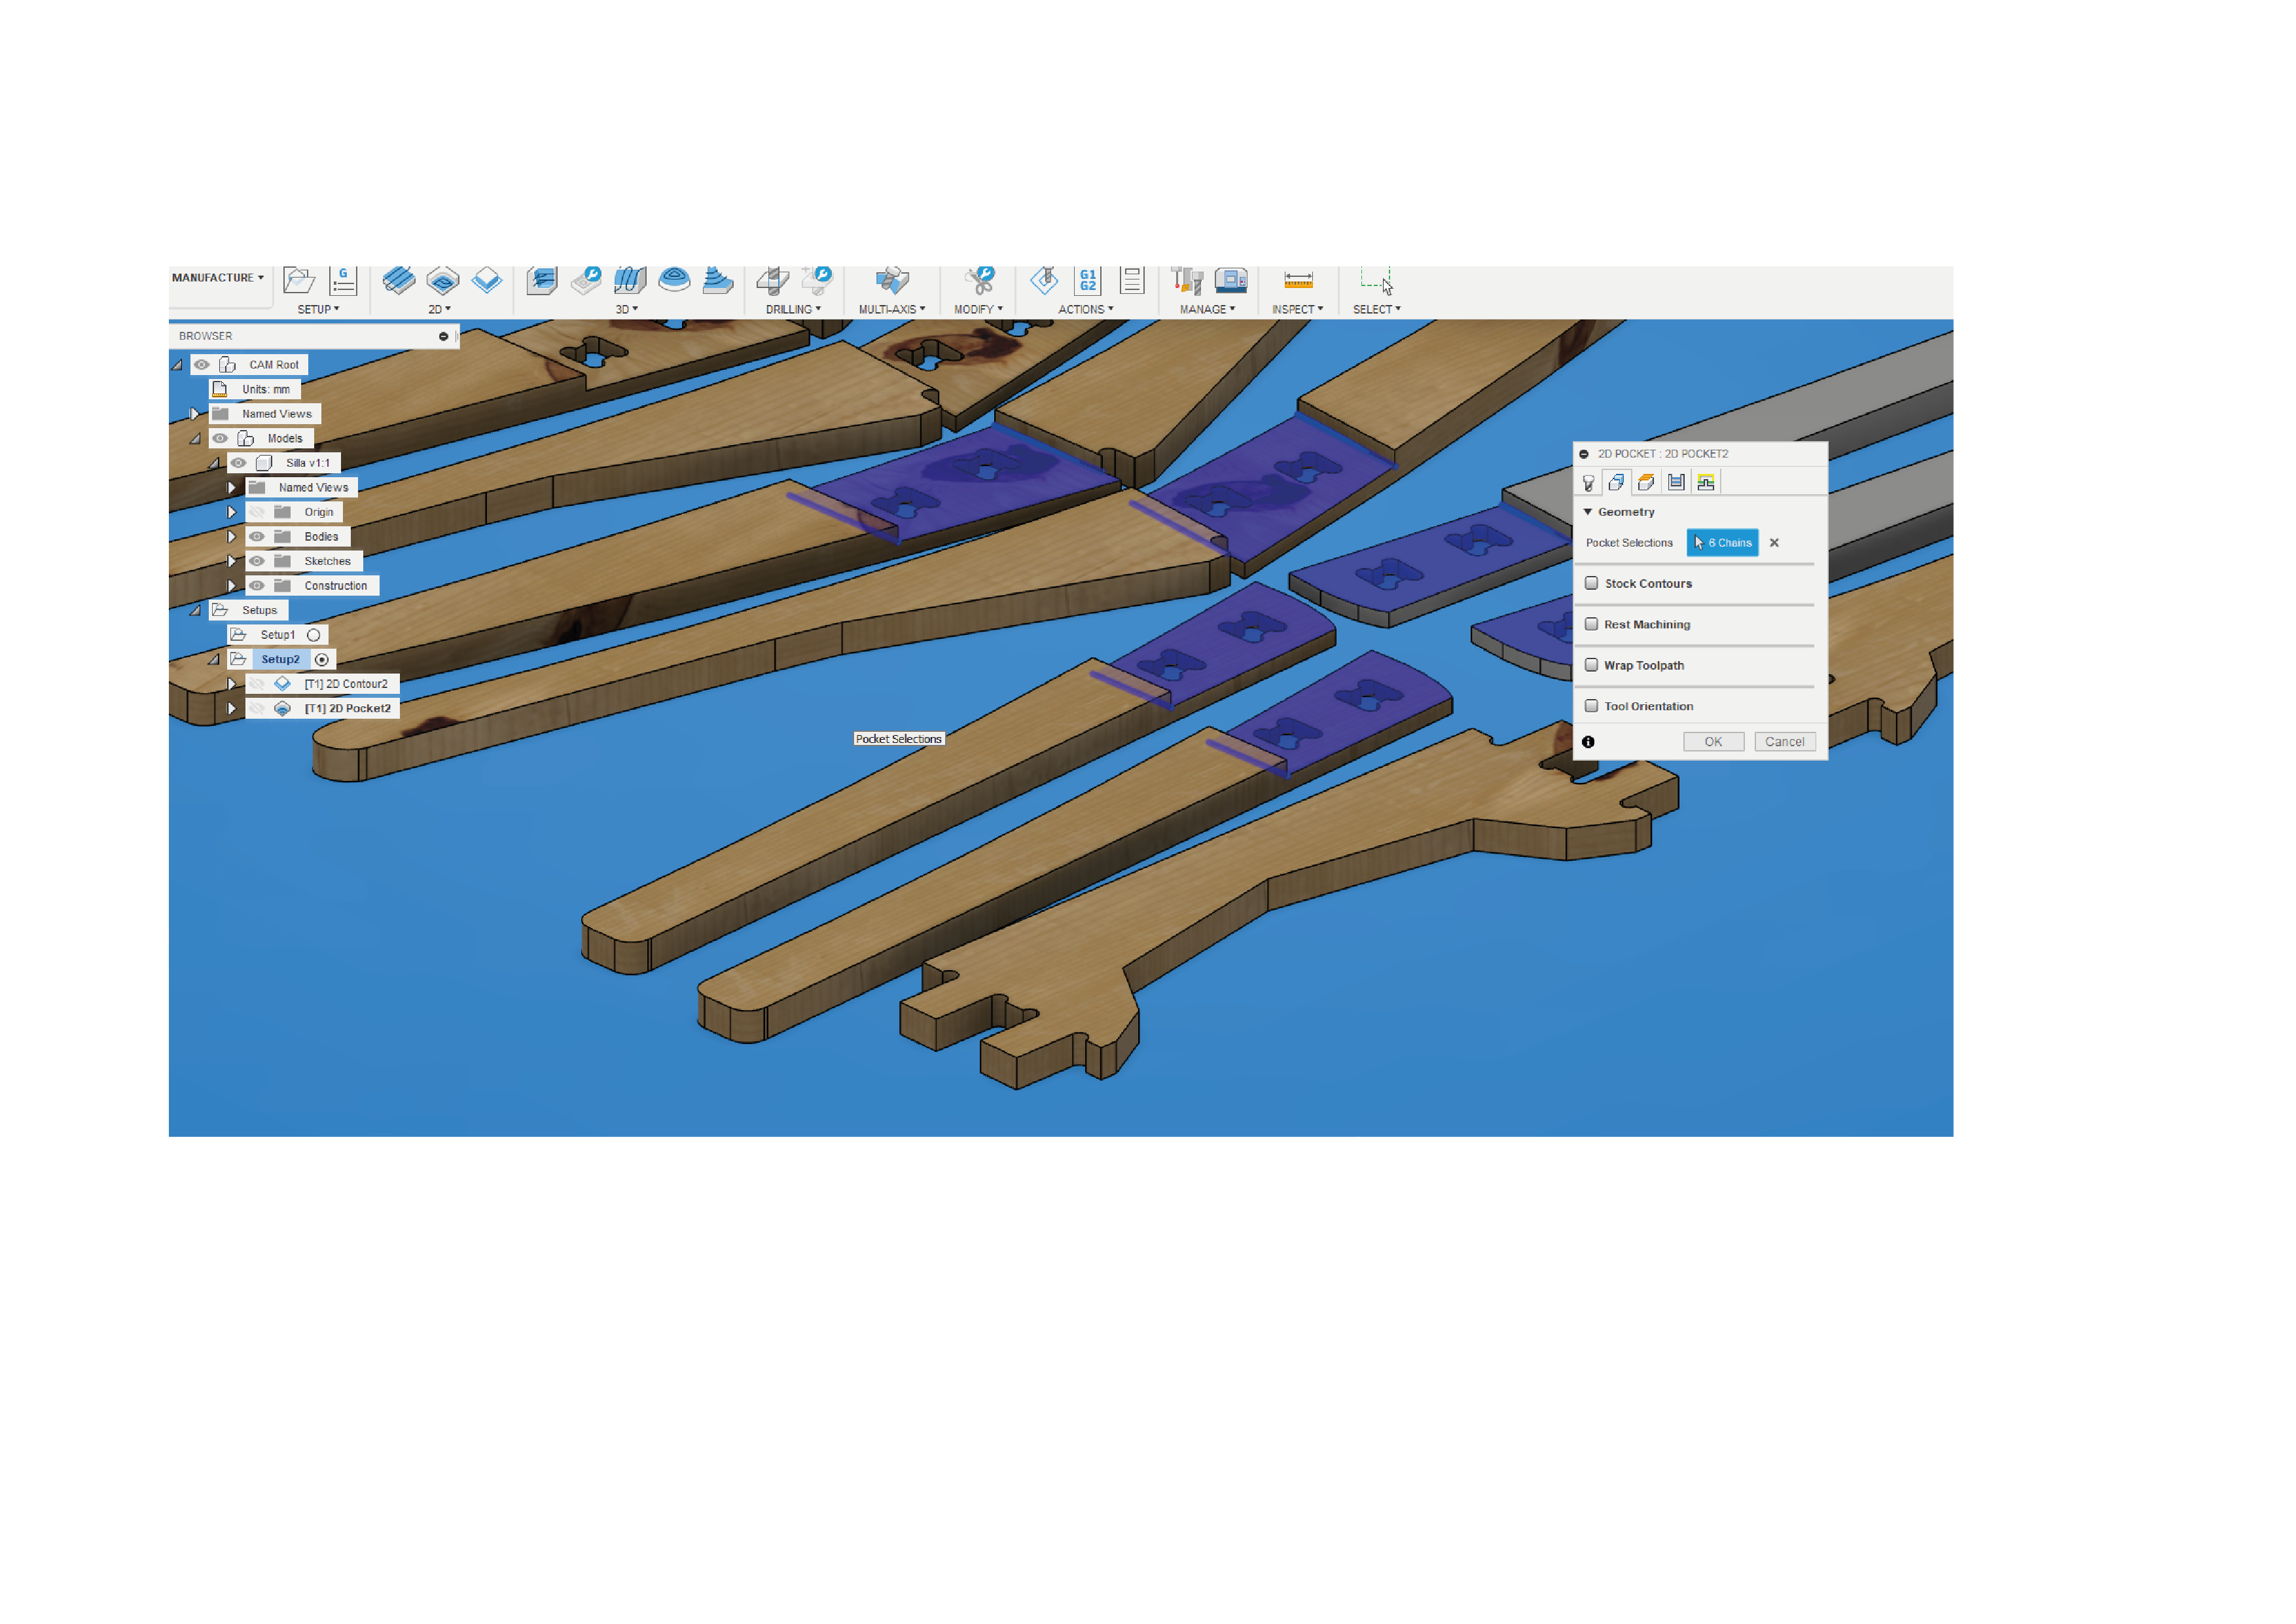 MANUFACTURE
G
G1
G2
SETUP
2D
3D
DRILLING
MULTI-AXIS
MODIFY
ACTIONS
MANAGE
INSPECT
SELECT
BROWSER
CAM Root
Units: mm
Named Views
Models
Silla v1:1
Named Views
Origin
Bodies
Sketches
Construction
Setups
Setup1
Setup2
[T1] 2D Contour2
[T1] 2D Pocket2
Pocket Selections
2D POCKET : 2D POCKET2
Geometry
Pocket Selections 6 Chains
Stock Contours
Rest Machining
Wrap Toolpath
Tool Orientation
OK Cancel